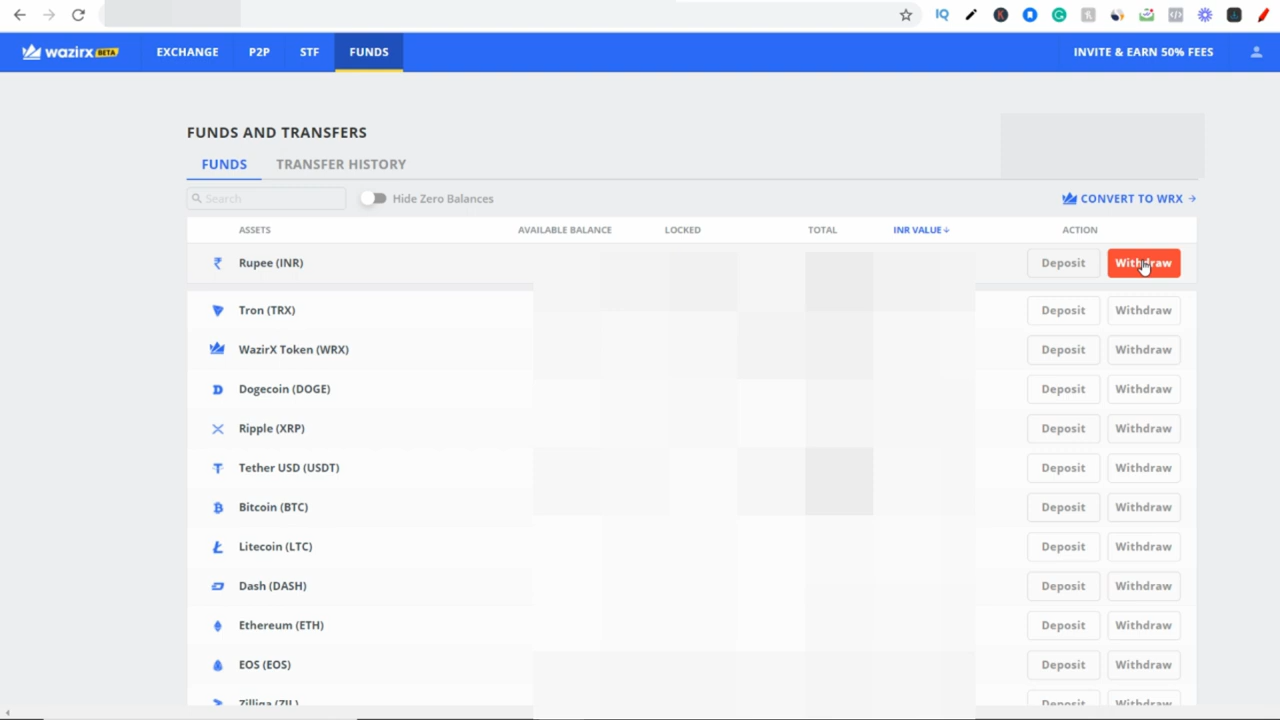 wazirx BETA EXCHANGE P2P STF FUNDS INVITE & EARN 50% FEES
FUNDS AND TRANSFERS
FUNDS TRANSFER HISTORY
Search Hide Zero Balances CONVERT TO WRX →
ASSETS AVAILABLE BALANCE LOCKED TOTAL INR VALUE ↓ ACTION
Rupee (INR) Deposit Withdraw
Tron (TRX) Deposit Withdraw
WazirX Token (WRX) Deposit Withdraw
Dogecoin (DOGE) Deposit Withdraw
Ripple (XRP) Deposit Withdraw
Tether USD (USDT) Deposit Withdraw
Bitcoin (BTC) Deposit Withdraw
Litecoin (LTC) Deposit Withdraw
Dash (DASH) Deposit Withdraw
Ethereum (ETH) Deposit Withdraw
EOS (EOS) Deposit Withdraw
Zilliqa (ZIL) Deposit Withdraw